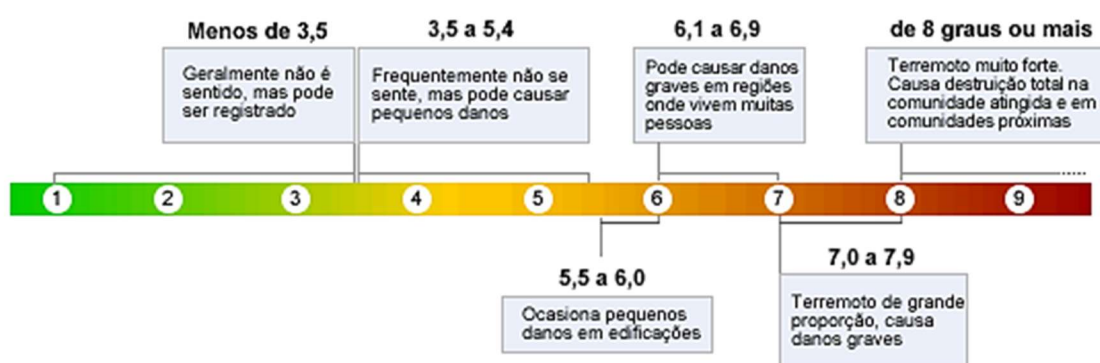 Menos de 3,5
Geralmente não é
sentido, mas pode
ser registrado
3,5 a 5,4
Frequentemente não se
sente, mas pode causar
pequenos danos
6,1 a 6,9
Pode causar danos
graves em regiões
onde vivem muitas
pessoas
de 8 graus ou mais
Terremoto muito forte.
Causa destruição total na
comunidade atingida e em
comunidades próximas
1 2 3 4 5 6 7 8 9
5,5 a 6,0
Ocasiona pequenos
danos em edificações
7,0 a 7,9
Terremoto de grande
proporção, causa
danos graves